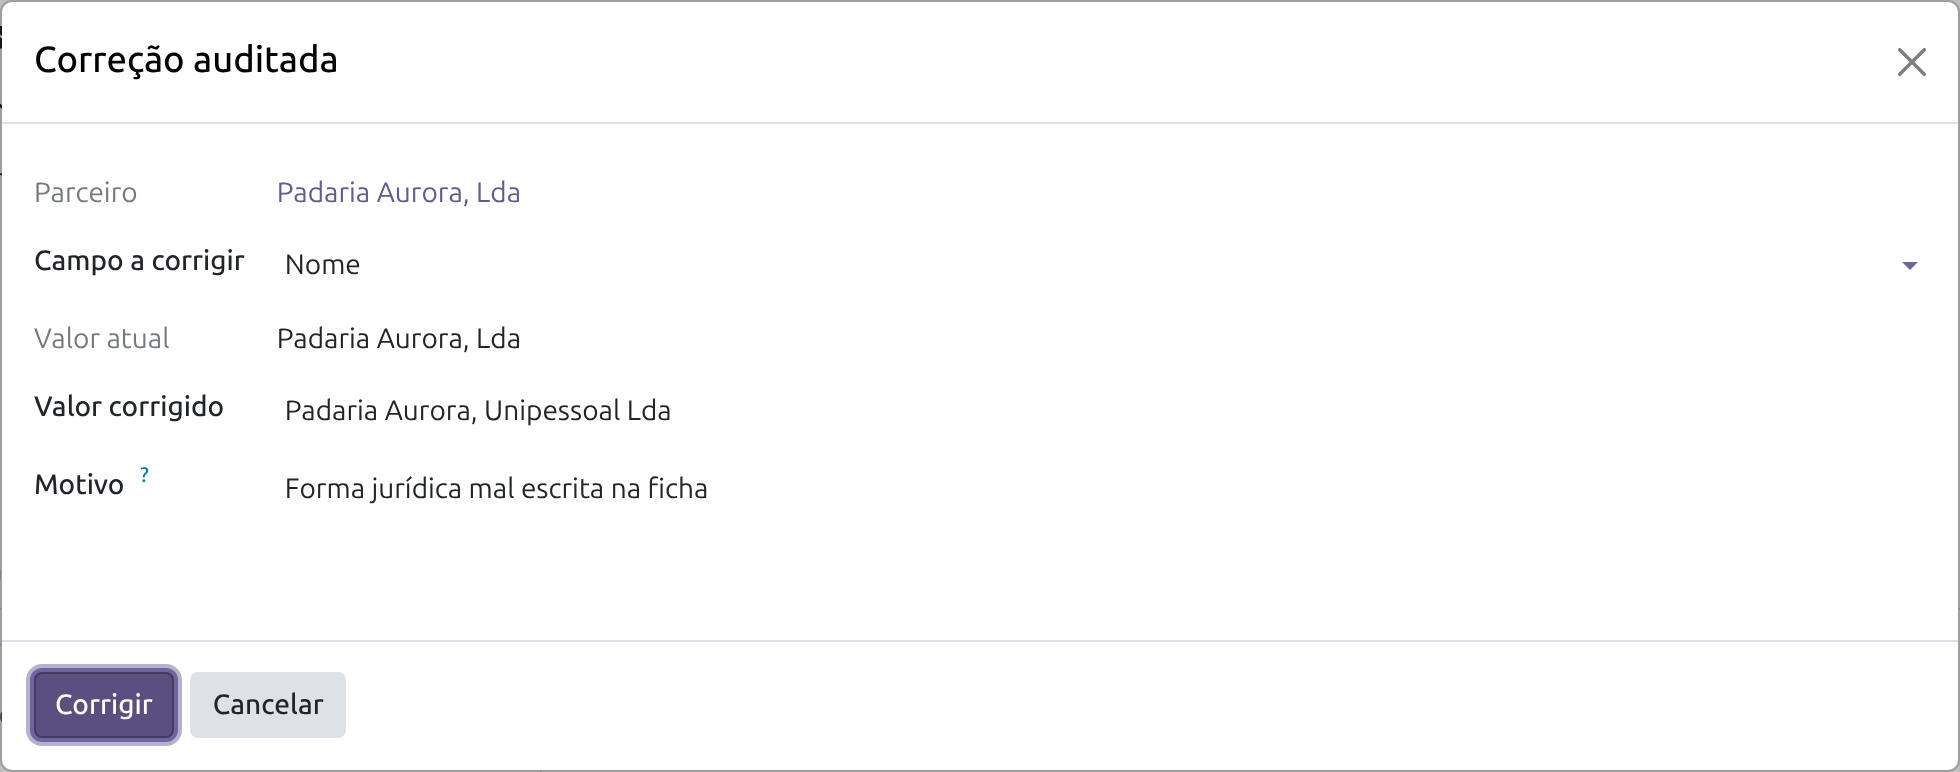 Correção auditada
Parceiro Padaria Aurora, Lda
Campo a corrigir Nome
Valor atual Padaria Aurora, Lda
Valor corrigido Padaria Aurora, Unipessoal Lda
Motivo ? Forma jurídica mal escrita na ficha
Corrigir Cancelar